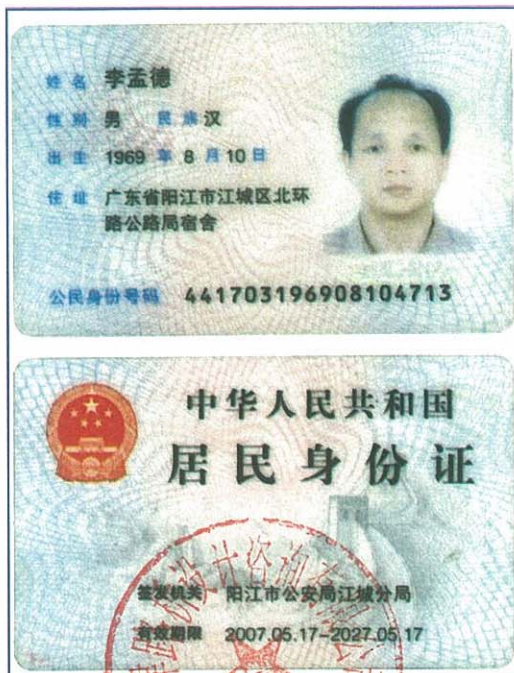 姓名 李孟德
性别 男 民族 汉
出生 1969 年 8 月 10 日
住址 广东省阳江市江城区北环
路公路局宿舍
公民身份号码 441703196908104713
中华人民共和国
居民身份证
设计咨询
签发机关 阳江市公安局江城分局
有效期限 2007.05.17-2027.05.17